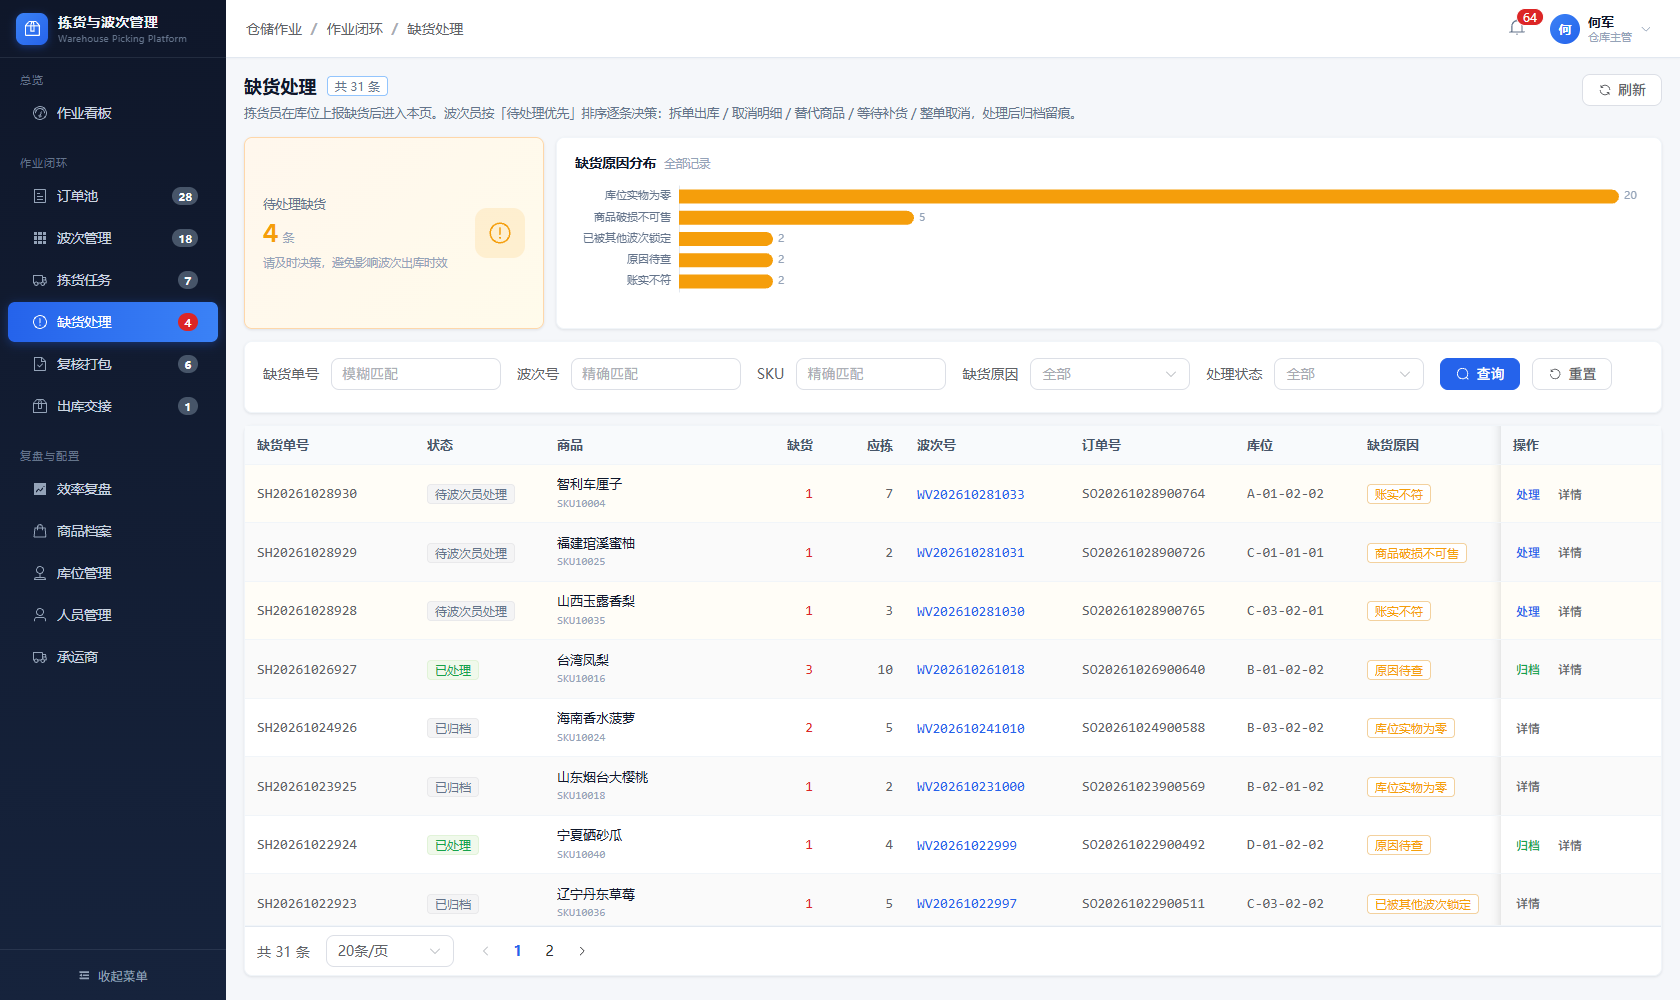 拣货与波次管理
Warehouse Picking Platform
总览
作业看板
作业闭环
订单池 28
波次管理 18
拣货任务 7
缺货处理 4
复核打包 6
出库交接 1
复盘与配置
效率复盘
商品档案
库位管理
人员管理
承运商
收起菜单
仓储作业 / 作业闭环 / 缺货处理
64
何
何军
仓库主管
缺货处理 共 31 条
刷新
拣货员在库位上报缺货后进入本页。波次员按「待处理优先」排序逐条决策：拆单出库 / 取消明细 / 替代商品 / 等待补货 / 整单取消，处理后归档留痕。
待处理缺货
4 条
请及时决策，避免影响波次出库时效
缺货原因分布 全部记录
库位实物为零 20
商品破损不可售 5
已被其他波次锁定 2
原因待查 2
账实不符 2
缺货单号 模糊匹配 波次号 精确匹配 SKU 精确匹配 缺货原因 全部 处理状态 全部 查询 重置
缺货单号 状态 商品 缺货 应拣 波次号 订单号 库位 缺货原因 操作
SH20261028930 待波次员处理 智利车厘子 1 7 WV202610281033 SO20261028900764 A-01-02-02 账实不符 处理 详情
SKU10004
SH20261028929 待波次员处理 福建琯溪蜜柚 1 2 WV202610281031 SO20261028900726 C-01-01-01 商品破损不可售 处理 详情
SKU10025
SH20261028928 待波次员处理 山西玉露香梨 1 3 WV202610281030 SO20261028900765 C-03-02-01 账实不符 处理 详情
SKU10035
SH20261026927 已处理 台湾凤梨 3 10 WV202610261018 SO20261026900640 B-01-02-02 原因待查 归档 详情
SKU10016
SH20261024926 已归档 海南香水菠萝 2 5 WV202610241010 SO20261024900588 B-03-02-02 库位实物为零 详情
SKU10024
SH20261023925 已归档 山东烟台大樱桃 1 2 WV202610231000 SO20261023900569 B-02-01-02 库位实物为零 详情
SKU10018
SH20261022924 已处理 宁夏硒砂瓜 1 4 WV20261022999 SO20261022900492 D-01-02-02 原因待查 归档 详情
SKU10040
SH20261022923 已归档 辽宁丹东草莓 1 5 WV20261022997 SO20261022900511 C-03-02-02 已被其他波次锁定 详情
SKU10036
共 31 条 20条/页 1 2